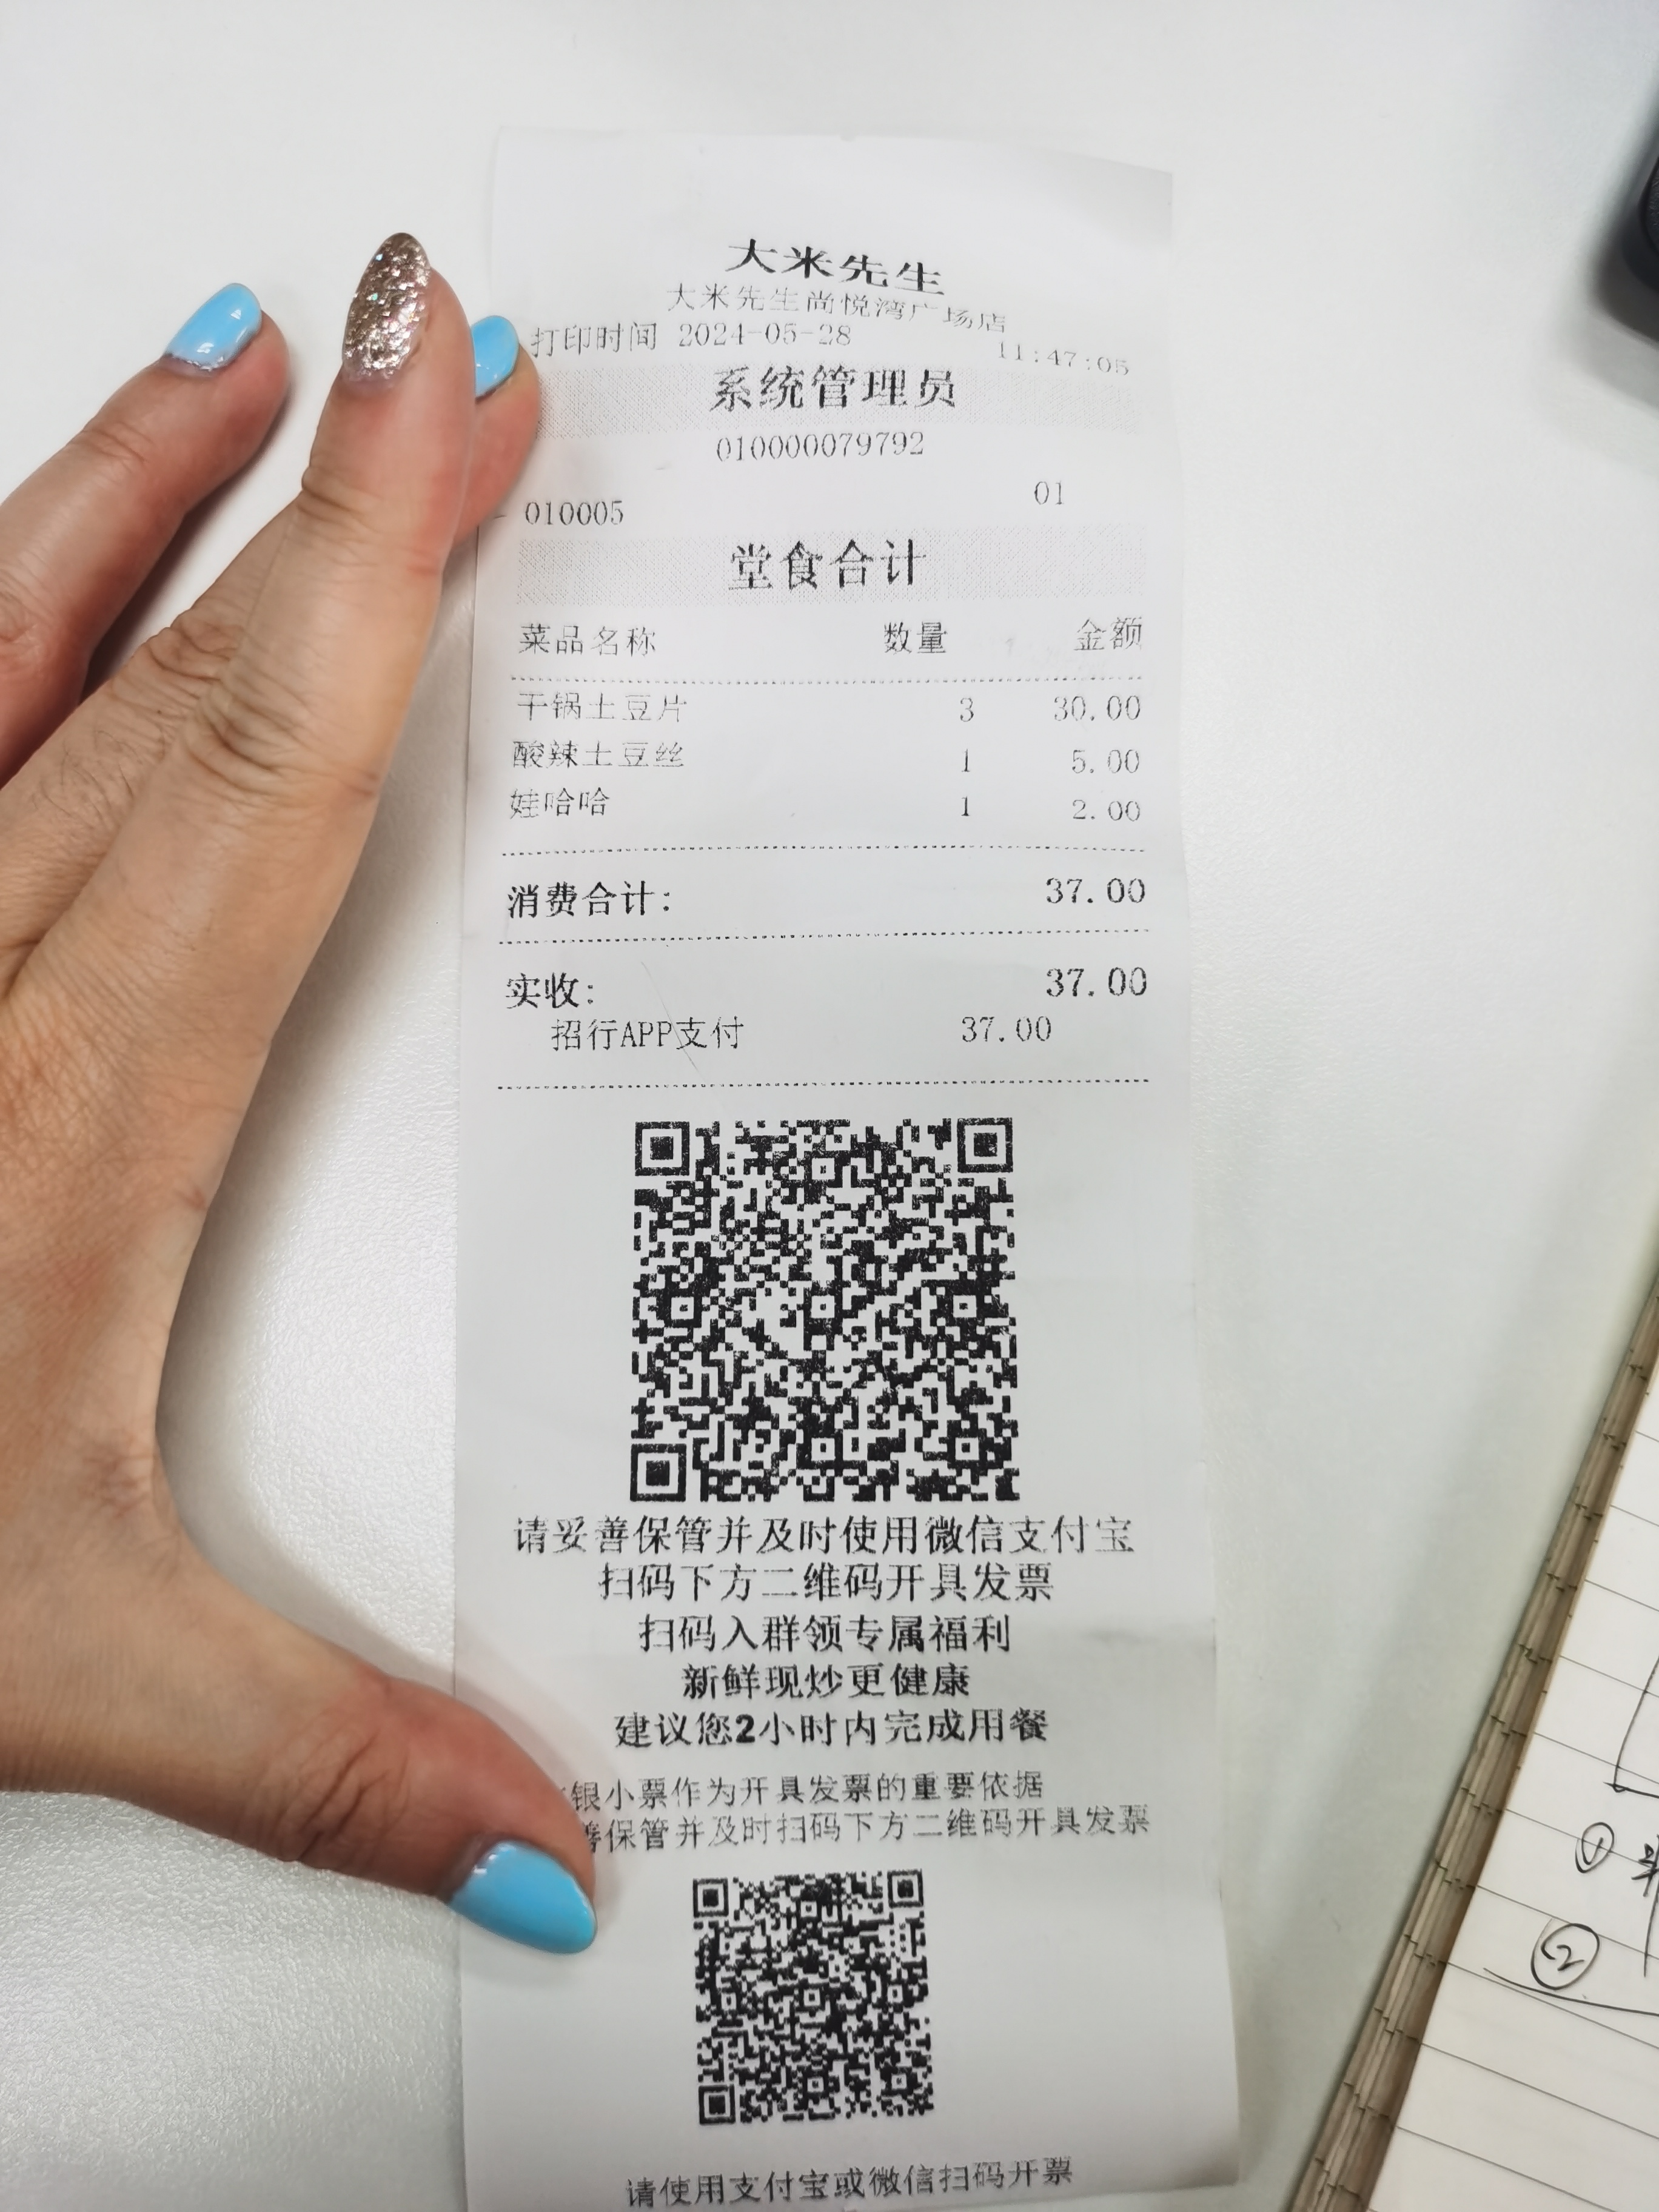 大米先生
大米先生尚悦湾广场店
打印时间 2024-05-28 11:47:05
系统管理员
010000079792
010005 01
堂食合计
菜品名称 数量 金额
干锅土豆片 3 30.00
酸辣土豆丝 1 5.00
娃哈哈 1 2.00
消费合计: 37.00
实收: 37.00
招行APP支付 37.00
请妥善保管并及时使用微信支付宝
扫码下方二维码开具发票
扫码入群领专属福利
新鲜现炒更健康
建议您2小时内完成用餐
银小票作为开具发票的重要依据
善保管并及时扫码下方二维码开具发票
请使用支付宝或微信扫码开票
①
②